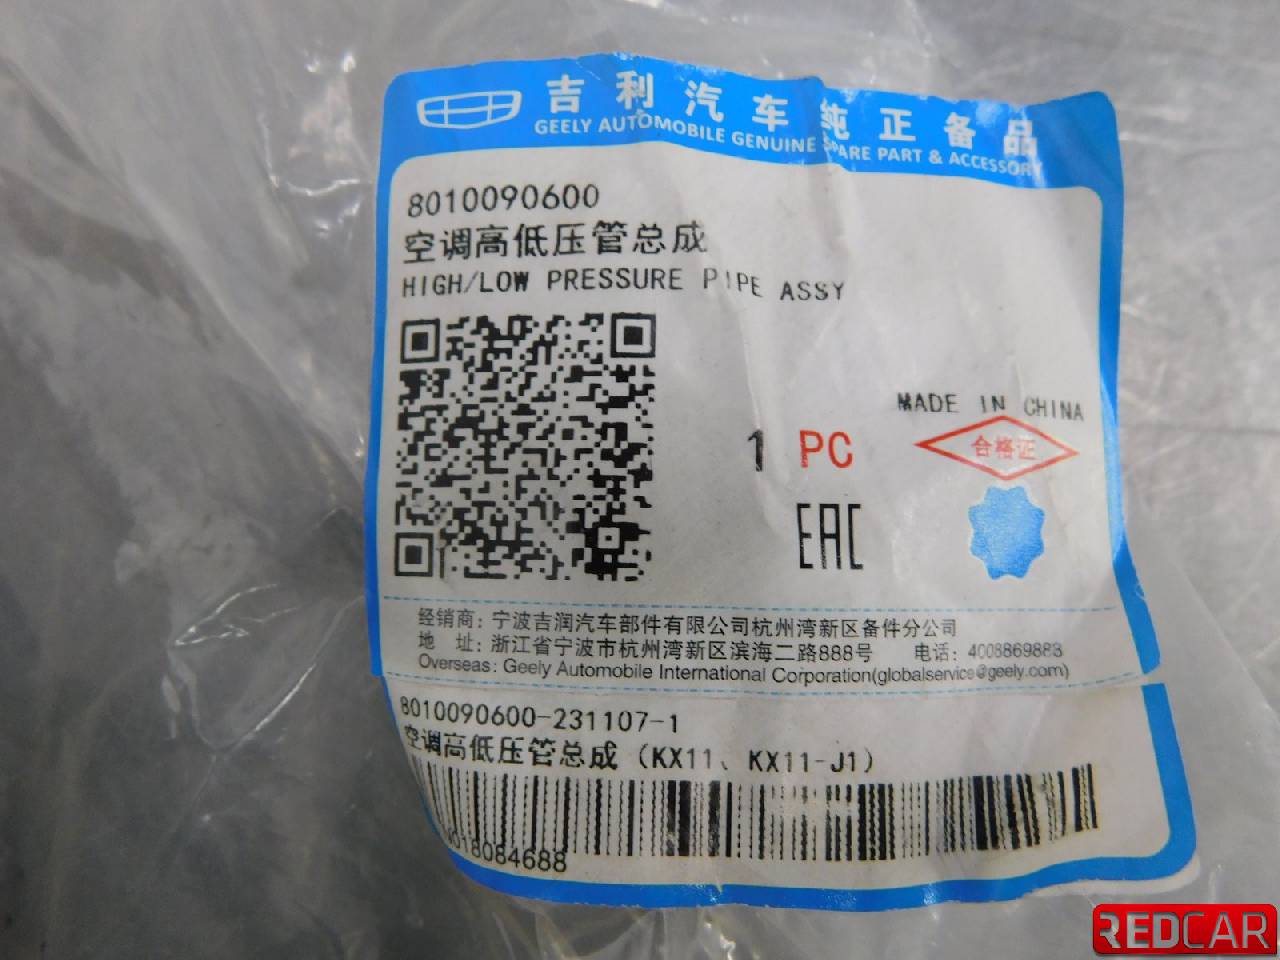 吉利汽车纯正备品
GEELY AUTOMOBILE GENUINE SPARE PART & ACCESSORY
8010090600
空调高低压管总成
HIGH/LOW PRESSURE PIPE ASSY
MADE IN CHINA
合格证
1 PC
EAC
经销商: 宁波吉润汽车部件有限公司杭州湾新区备件分公司
地 址: 浙江省宁波市杭州湾新区滨海二路888号 电话: 4008869888
Overseas: Geely Automobile International Corporation(globalservice@geely.com)
8010090600-231107-1
空调高低压管总成 (KX11、KX11-J1)
REDCAR